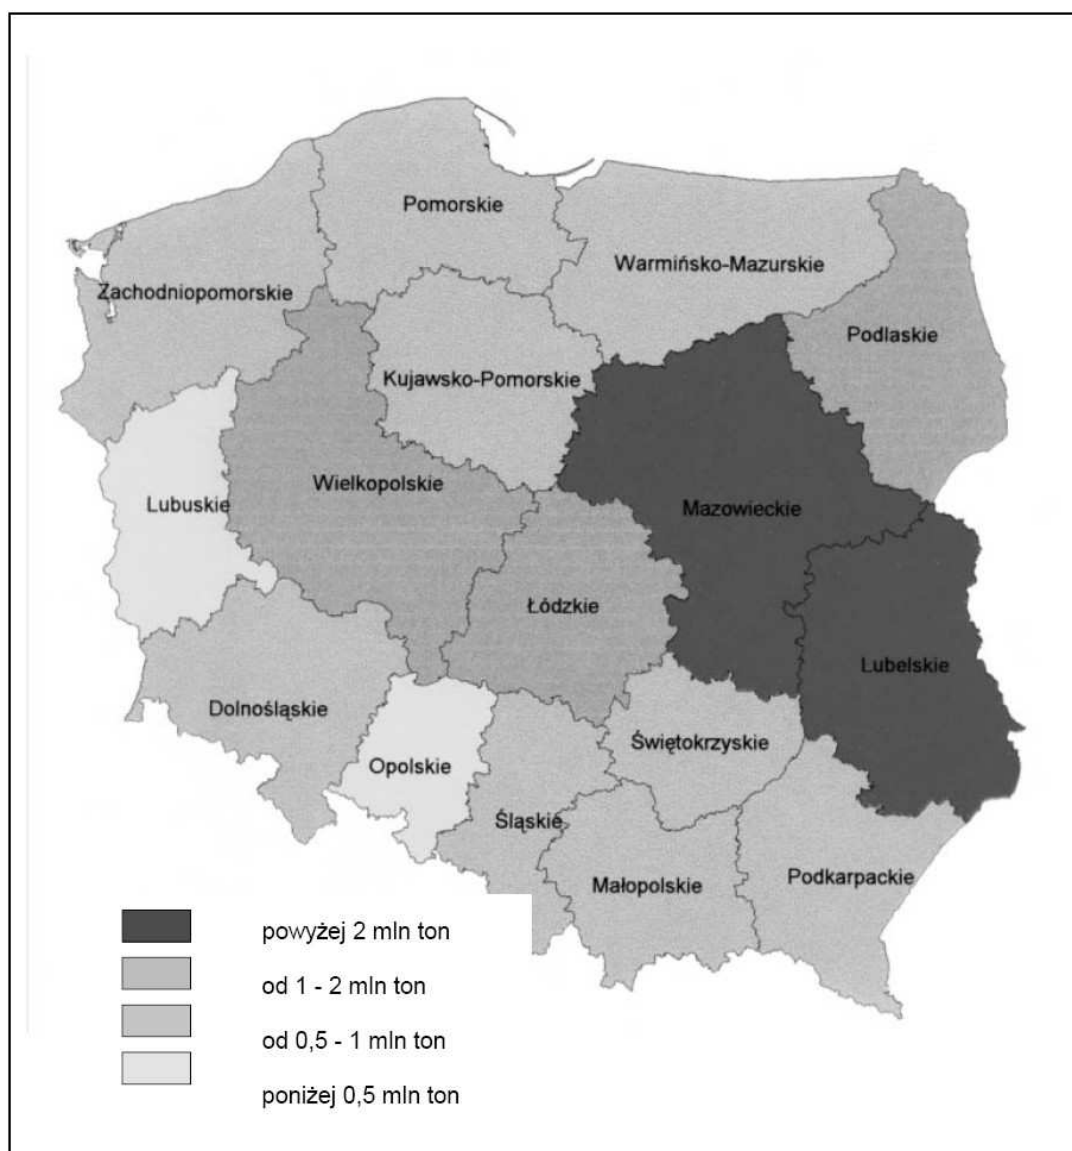 Pomorskie
Warmińsko-Mazurskie
Zachodniopomorskie
Podlaskie
Kujawsko-Pomorskie
Wielkopolskie
Lubuskie
Mazowieckie
Łódzkie
Lubelskie
Dolnośląskie
Świętokrzyskie
Opolskie
Śląskie
Podkarpackie
Małopolskie
powyżej 2 mln ton
od 1 - 2 mln ton
od 0,5 - 1 mln ton
poniżej 0,5 mln ton